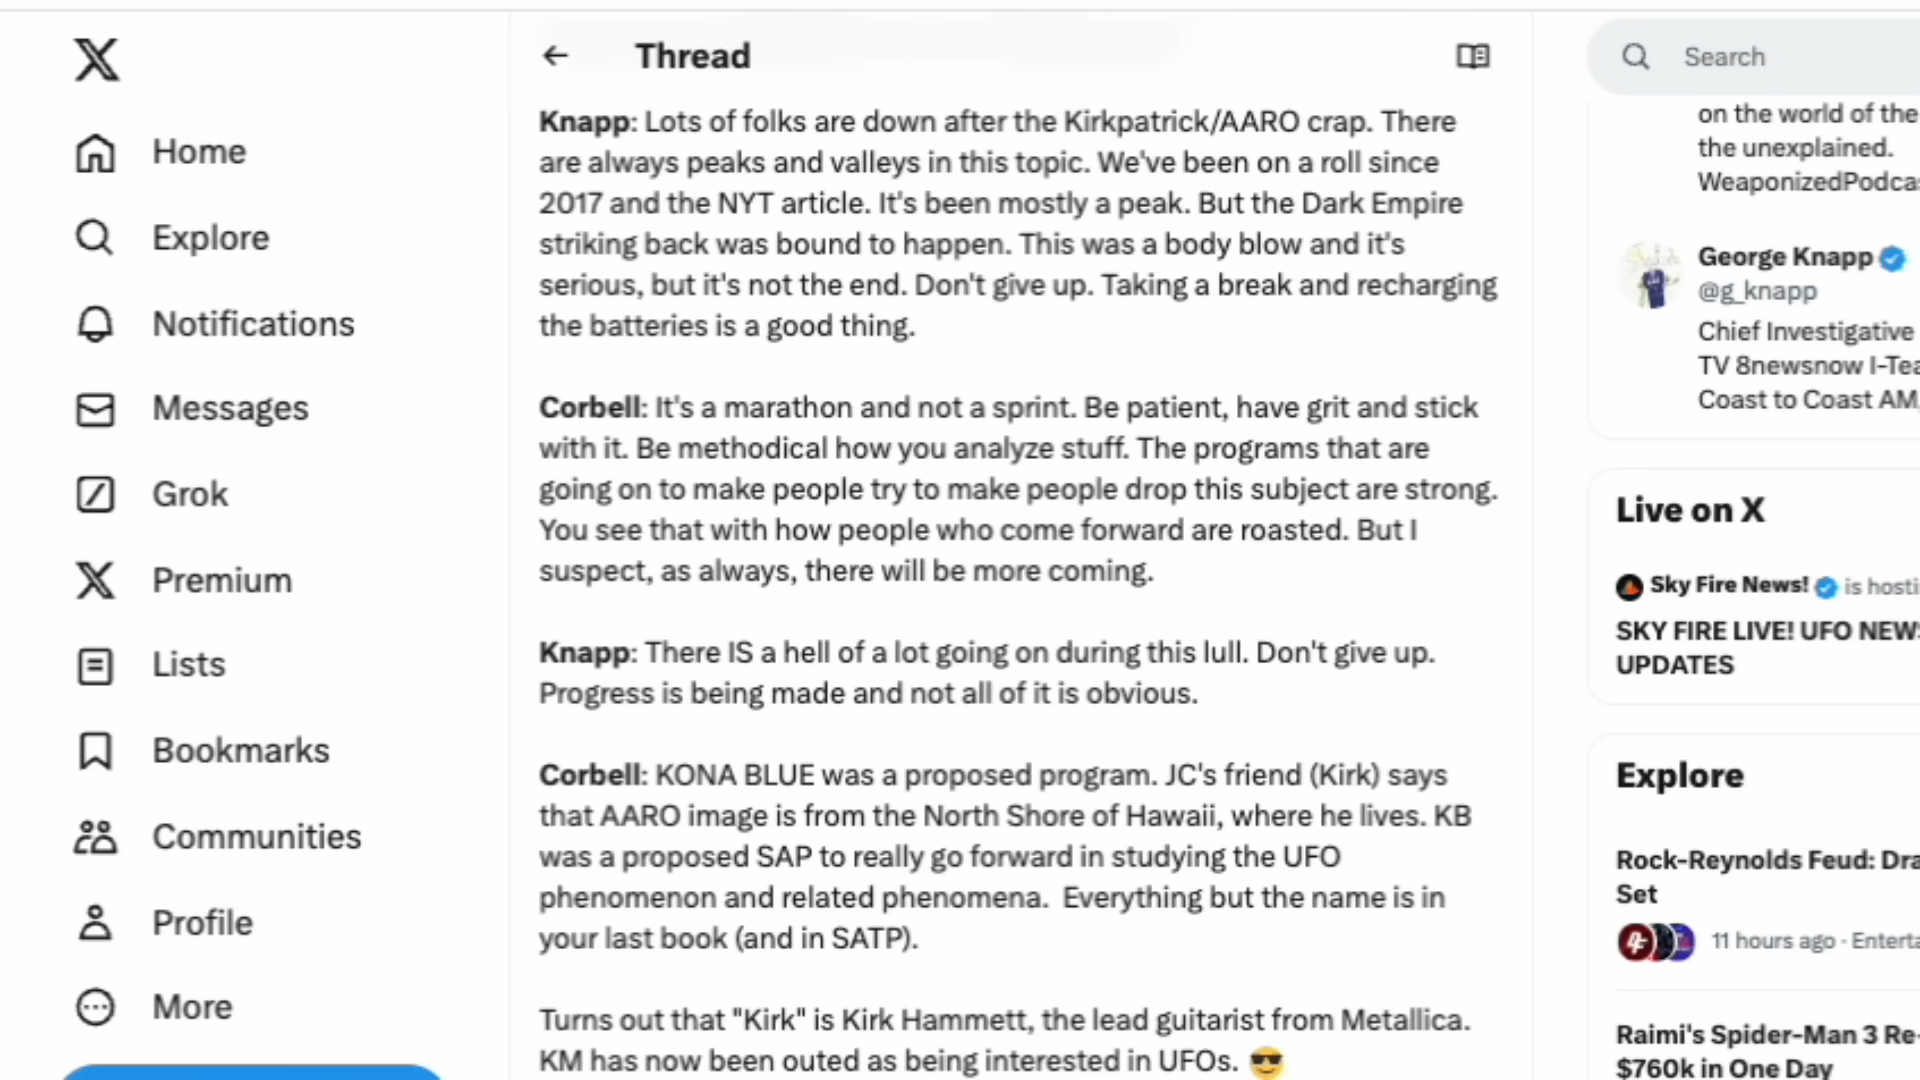 Home
Explore
Notifications
Messages
Grok
Premium
Lists
Bookmarks
Communities
Profile
More
Thread
Knapp: Lots of folks are down after the Kirkpatrick/AARO crap. There
are always peaks and valleys in this topic. We've been on a roll since
2017 and the NYT article. It's been mostly a peak. But the Dark Empire
striking back was bound to happen. This was a body blow and it's
serious, but it's not the end. Don't give up. Taking a break and recharging
the batteries is a good thing.
Corbell: It's a marathon and not a sprint. Be patient, have grit and stick
with it. Be methodical how you analyze stuff. The programs that are
going on to make people try to make people drop this subject are strong.
You see that with how people who come forward are roasted. But I
suspect, as always, there will be more coming.
Knapp: There IS a hell of a lot going on during this lull. Don't give up.
Progress is being made and not all of it is obvious.
Corbell: KONA BLUE was a proposed program. JC's friend (Kirk) says
that AARO image is from the North Shore of Hawaii, where he lives. KB
was a proposed SAP to really go forward in studying the UFO
phenomenon and related phenomena.  Everything but the name is in
your last book (and in SATP).
Turns out that "Kirk" is Kirk Hammett, the lead guitarist from Metallica.
KM has now been outed as being interested in UFOs. 😎
Search
on the world of the
the unexplained.
WeaponizedPodca
George Knapp
@g_knapp
Chief Investigative
TV 8newsnow I-Tea
Coast to Coast AM
Live on X
Sky Fire News! is hosti
SKY FIRE LIVE! UFO NEWS
UPDATES
Explore
Rock-Reynolds Feud: Dra
Set
11 hours ago · Enterta
Raimi's Spider-Man 3 Re-
$760k in One Day